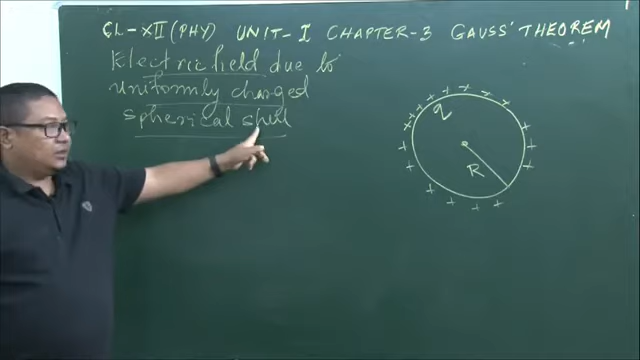 CL-XII (PHY) UNIT-I CHAPTER-3 GAUSS' THEOREM
Electric field due to
uniformly charged
spherical shell
q
R